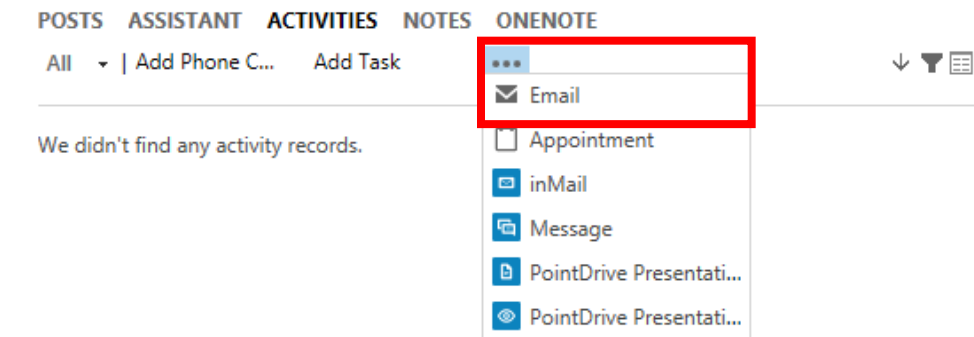 POSTS ASSISTANT ACTIVITIES NOTES ONENOTE
All | Add Phone C... Add Task ...
Email
We didn't find any activity records.
Appointment
inMail
Message
PointDrive Presentati...
PointDrive Presentati...